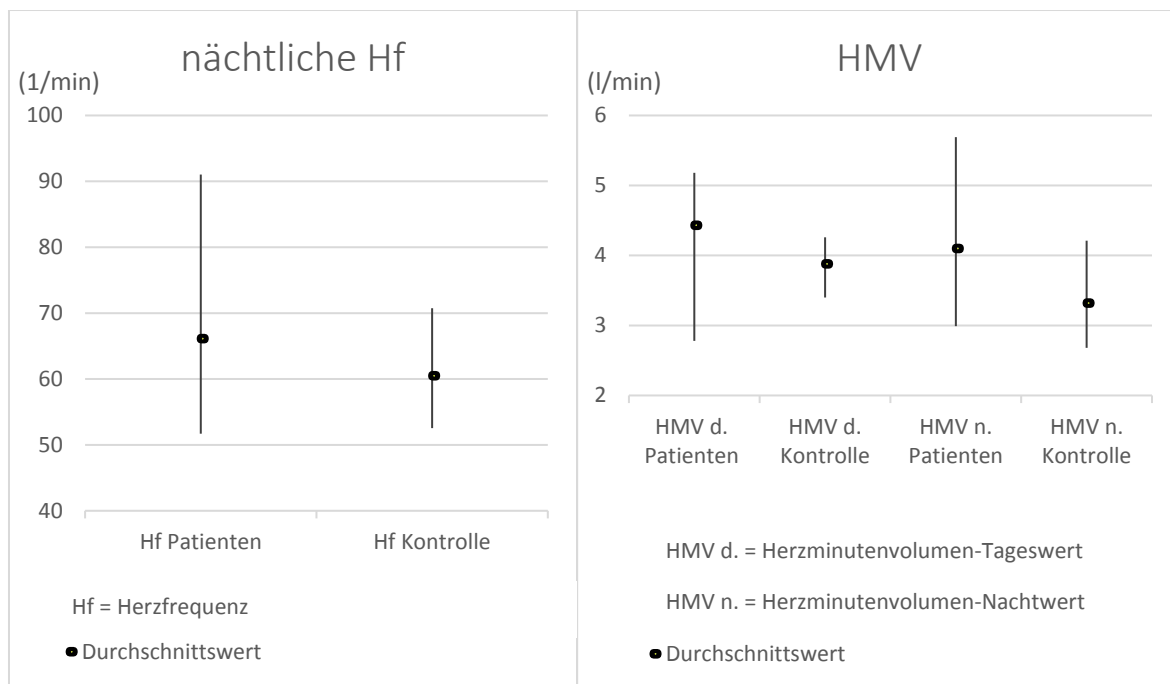 nächtliche Hf
(1/min)
100
90
80
70
60
50
40
Hf Patienten
Hf Kontrolle
Hf = Herzfrequenz
Durchschnittswert
HMV
(l/min)
6
5
4
3
2
HMV d.
Patienten
HMV d.
Kontrolle
HMV n.
Patienten
HMV n.
Kontrolle
HMV d. = Herzminutenvolumen-Tageswert
HMV n. = Herzminutenvolumen-Nachtwert
Durchschnittswert